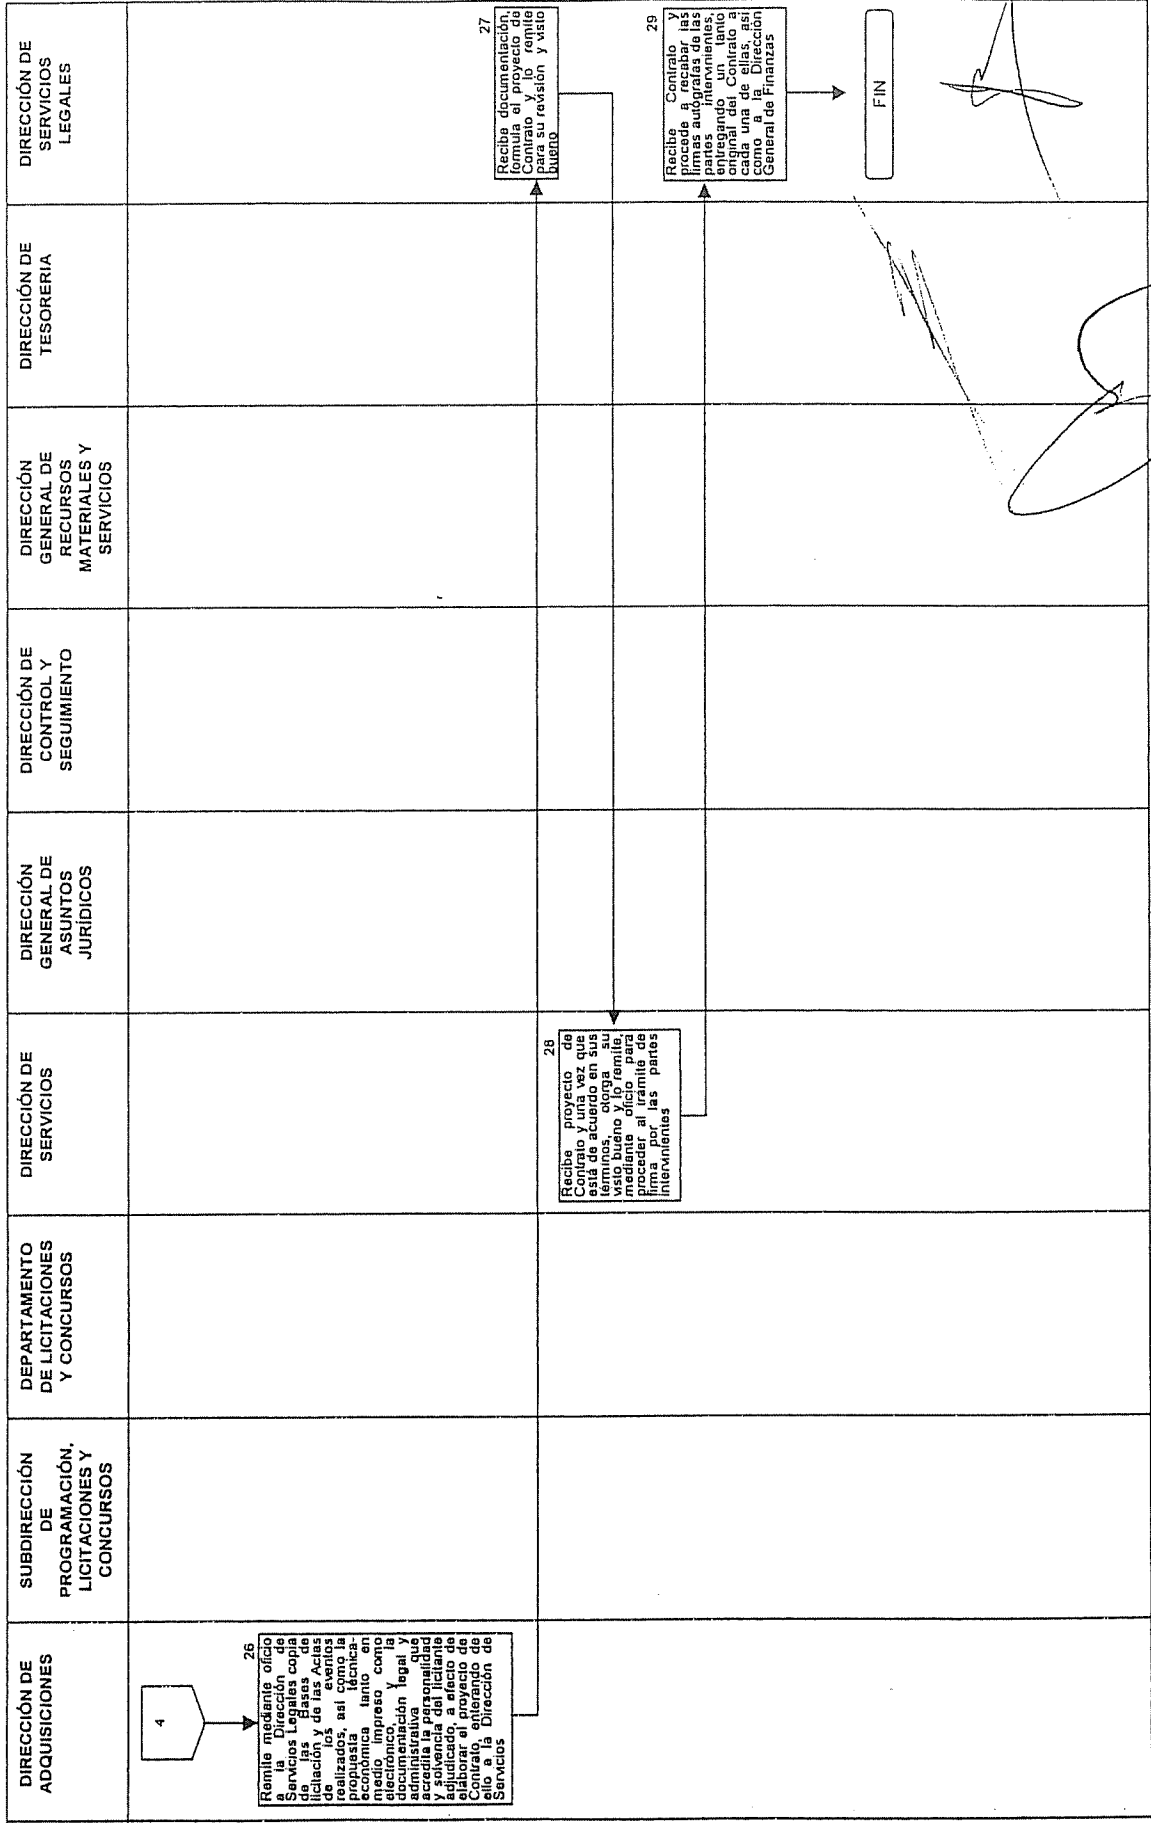 DIRECCIÓN DE
ADQUISICIONES
SUBDIRECCIÓN
DE
PROGRAMACIÓN,
LICITACIONES Y
CONCURSOS
DEPARTAMENTO
DE LICITACIONES
Y CONCURSOS
DIRECCIÓN DE
SERVICIOS
DIRECCIÓN
GENERAL DE
ASUNTOS
JURÍDICOS
DIRECCIÓN DE
CONTROL Y
SEGUIMIENTO
DIRECCIÓN
GENERAL DE
RECURSOS
MATERIALES Y
SERVICIOS
DIRECCIÓN DE
TESORERIA
DIRECCIÓN DE
SERVICIOS
LEGALES
4
26
Remite mediante oficio
a la Dirección de
Servicios Legales copia
de las Bases de
licitación y de las Actas
de los eventos
realizados, así como la
propuesta técnica-
económica tanto en
medio impreso como
electrónico, y la
documentación legal y
administrativa que
acredita la personalidad
y solvencia del licitante
adjudicado, a efecto de
elaborar el proyecto de
Contrato, enterando de
ello a la Dirección de
Servicios
27
Recibe documentación,
formula el proyecto de
Contrato y lo remite
para su revisión y visto
bueno
28
Recibe proyecto de
Contrato y una vez que
está de acuerdo en sus
términos, otorga su
visto bueno y lo remite,
mediante oficio para
proceder al trámite de
firma por las partes
intervinientes
29
Recibe Contrato y
procede a recabar las
firmas autógrafas de las
partes intervinientes,
entregando un tanto
original del Contrato a
cada una de ellas, así
como a la Dirección
General de Finanzas
FIN